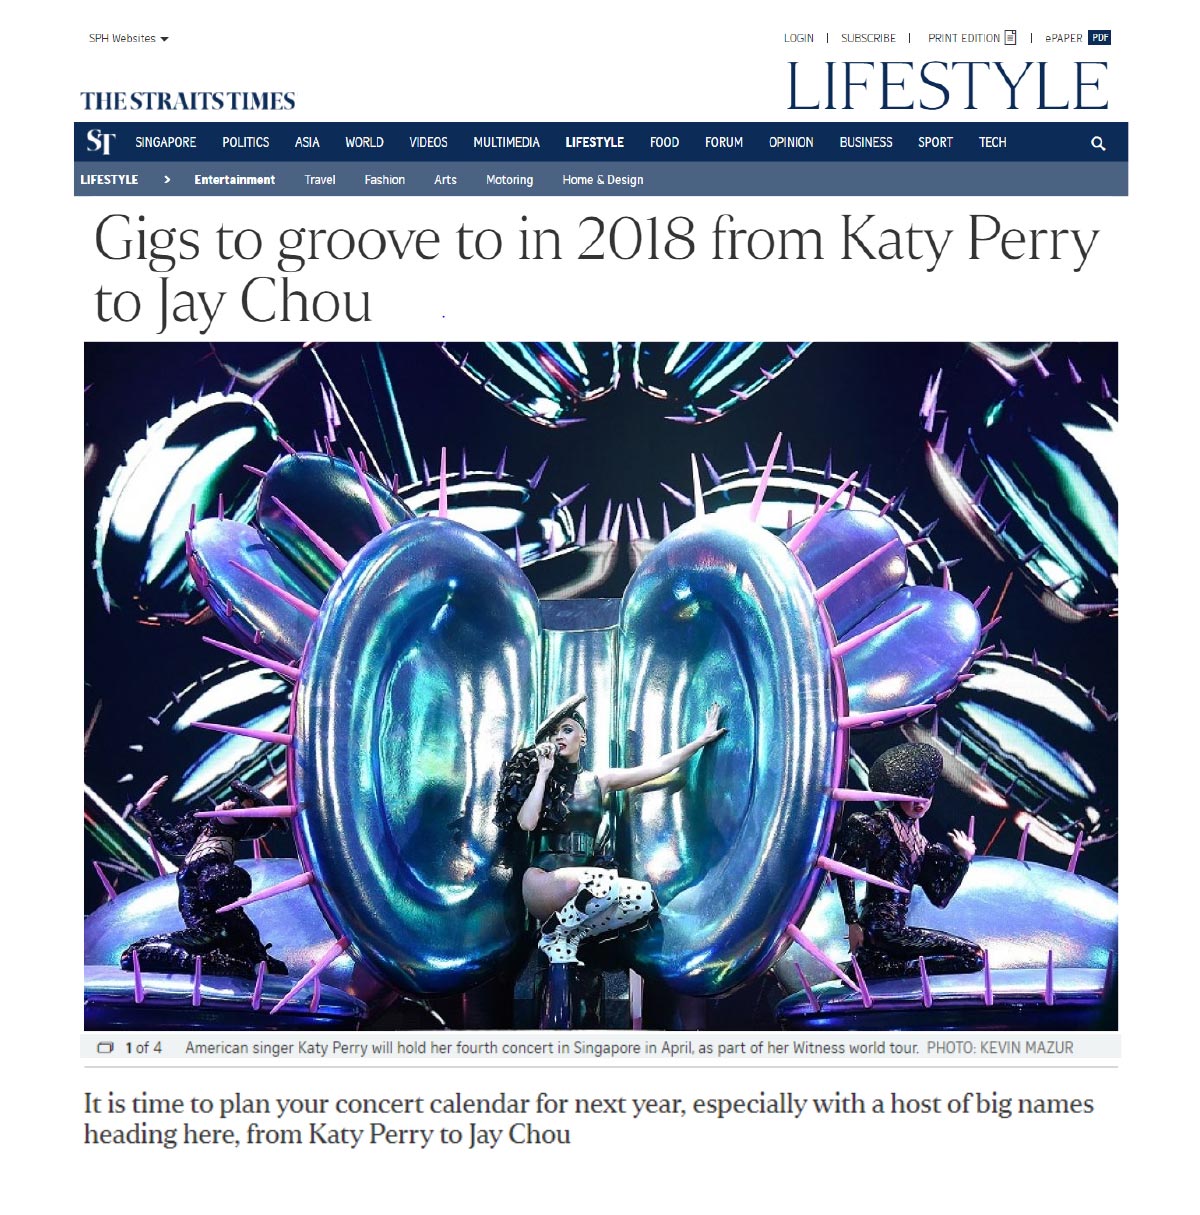 SPH Websites
LOGIN | SUBSCRIBE | PRINT EDITION | ePAPER PDF
THE STRAITS TIMES
LIFESTYLE
ST SINGAPORE POLITICS ASIA WORLD VIDEOS MULTIMEDIA LIFESTYLE FOOD FORUM OPINION BUSINESS SPORT TECH
LIFESTYLE > Entertainment Travel Fashion Arts Motoring Home & Design
Gigs to groove to in 2018 from Katy Perry
to Jay Chou
1 of 4 American singer Katy Perry will hold her fourth concert in Singapore in April, as part of her Witness world tour. PHOTO: KEVIN MAZUR
It is time to plan your concert calendar for next year, especially with a host of big names
heading here, from Katy Perry to Jay Chou